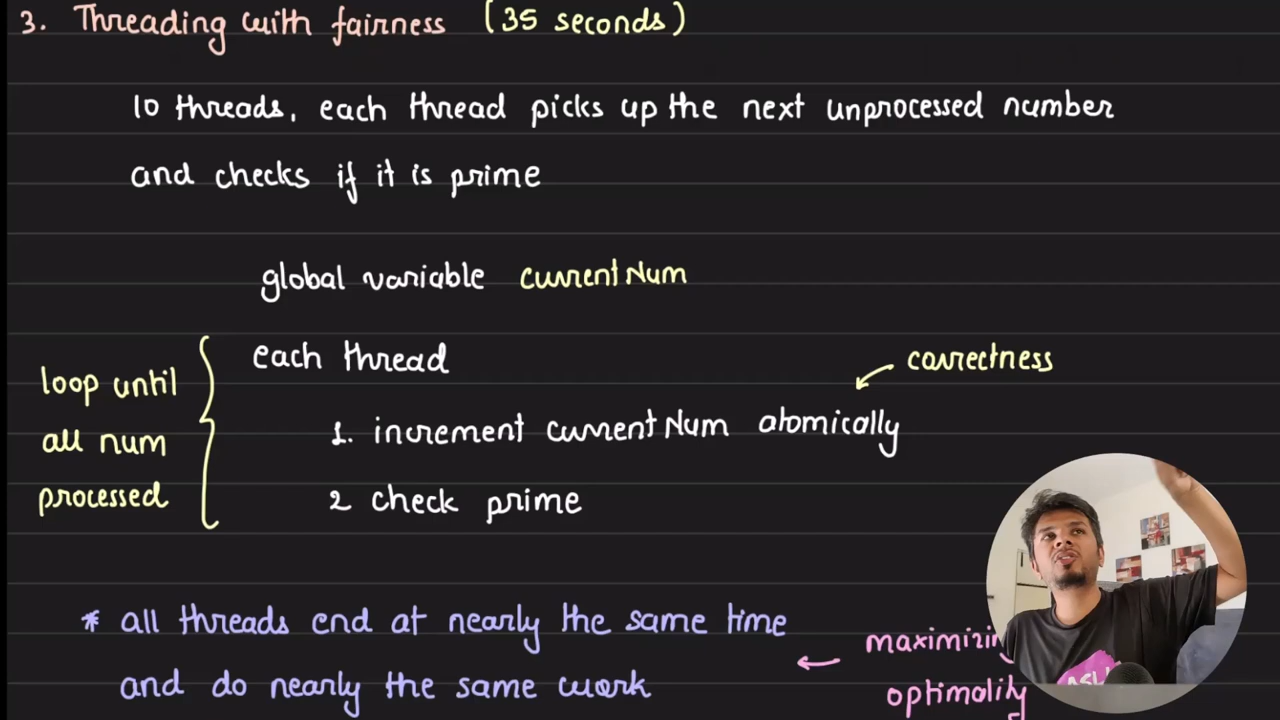 3. Threading with fairness (35 seconds)
10 threads, each thread picks up the next unprocessed number
and checks if it is prime
global variable currentNum
each thread
correctness
loop until
all num
processed
1. increment currentNum atomically
2 check prime
* all threads end at nearly the same time
and do nearly the same work
maximizing
optimality